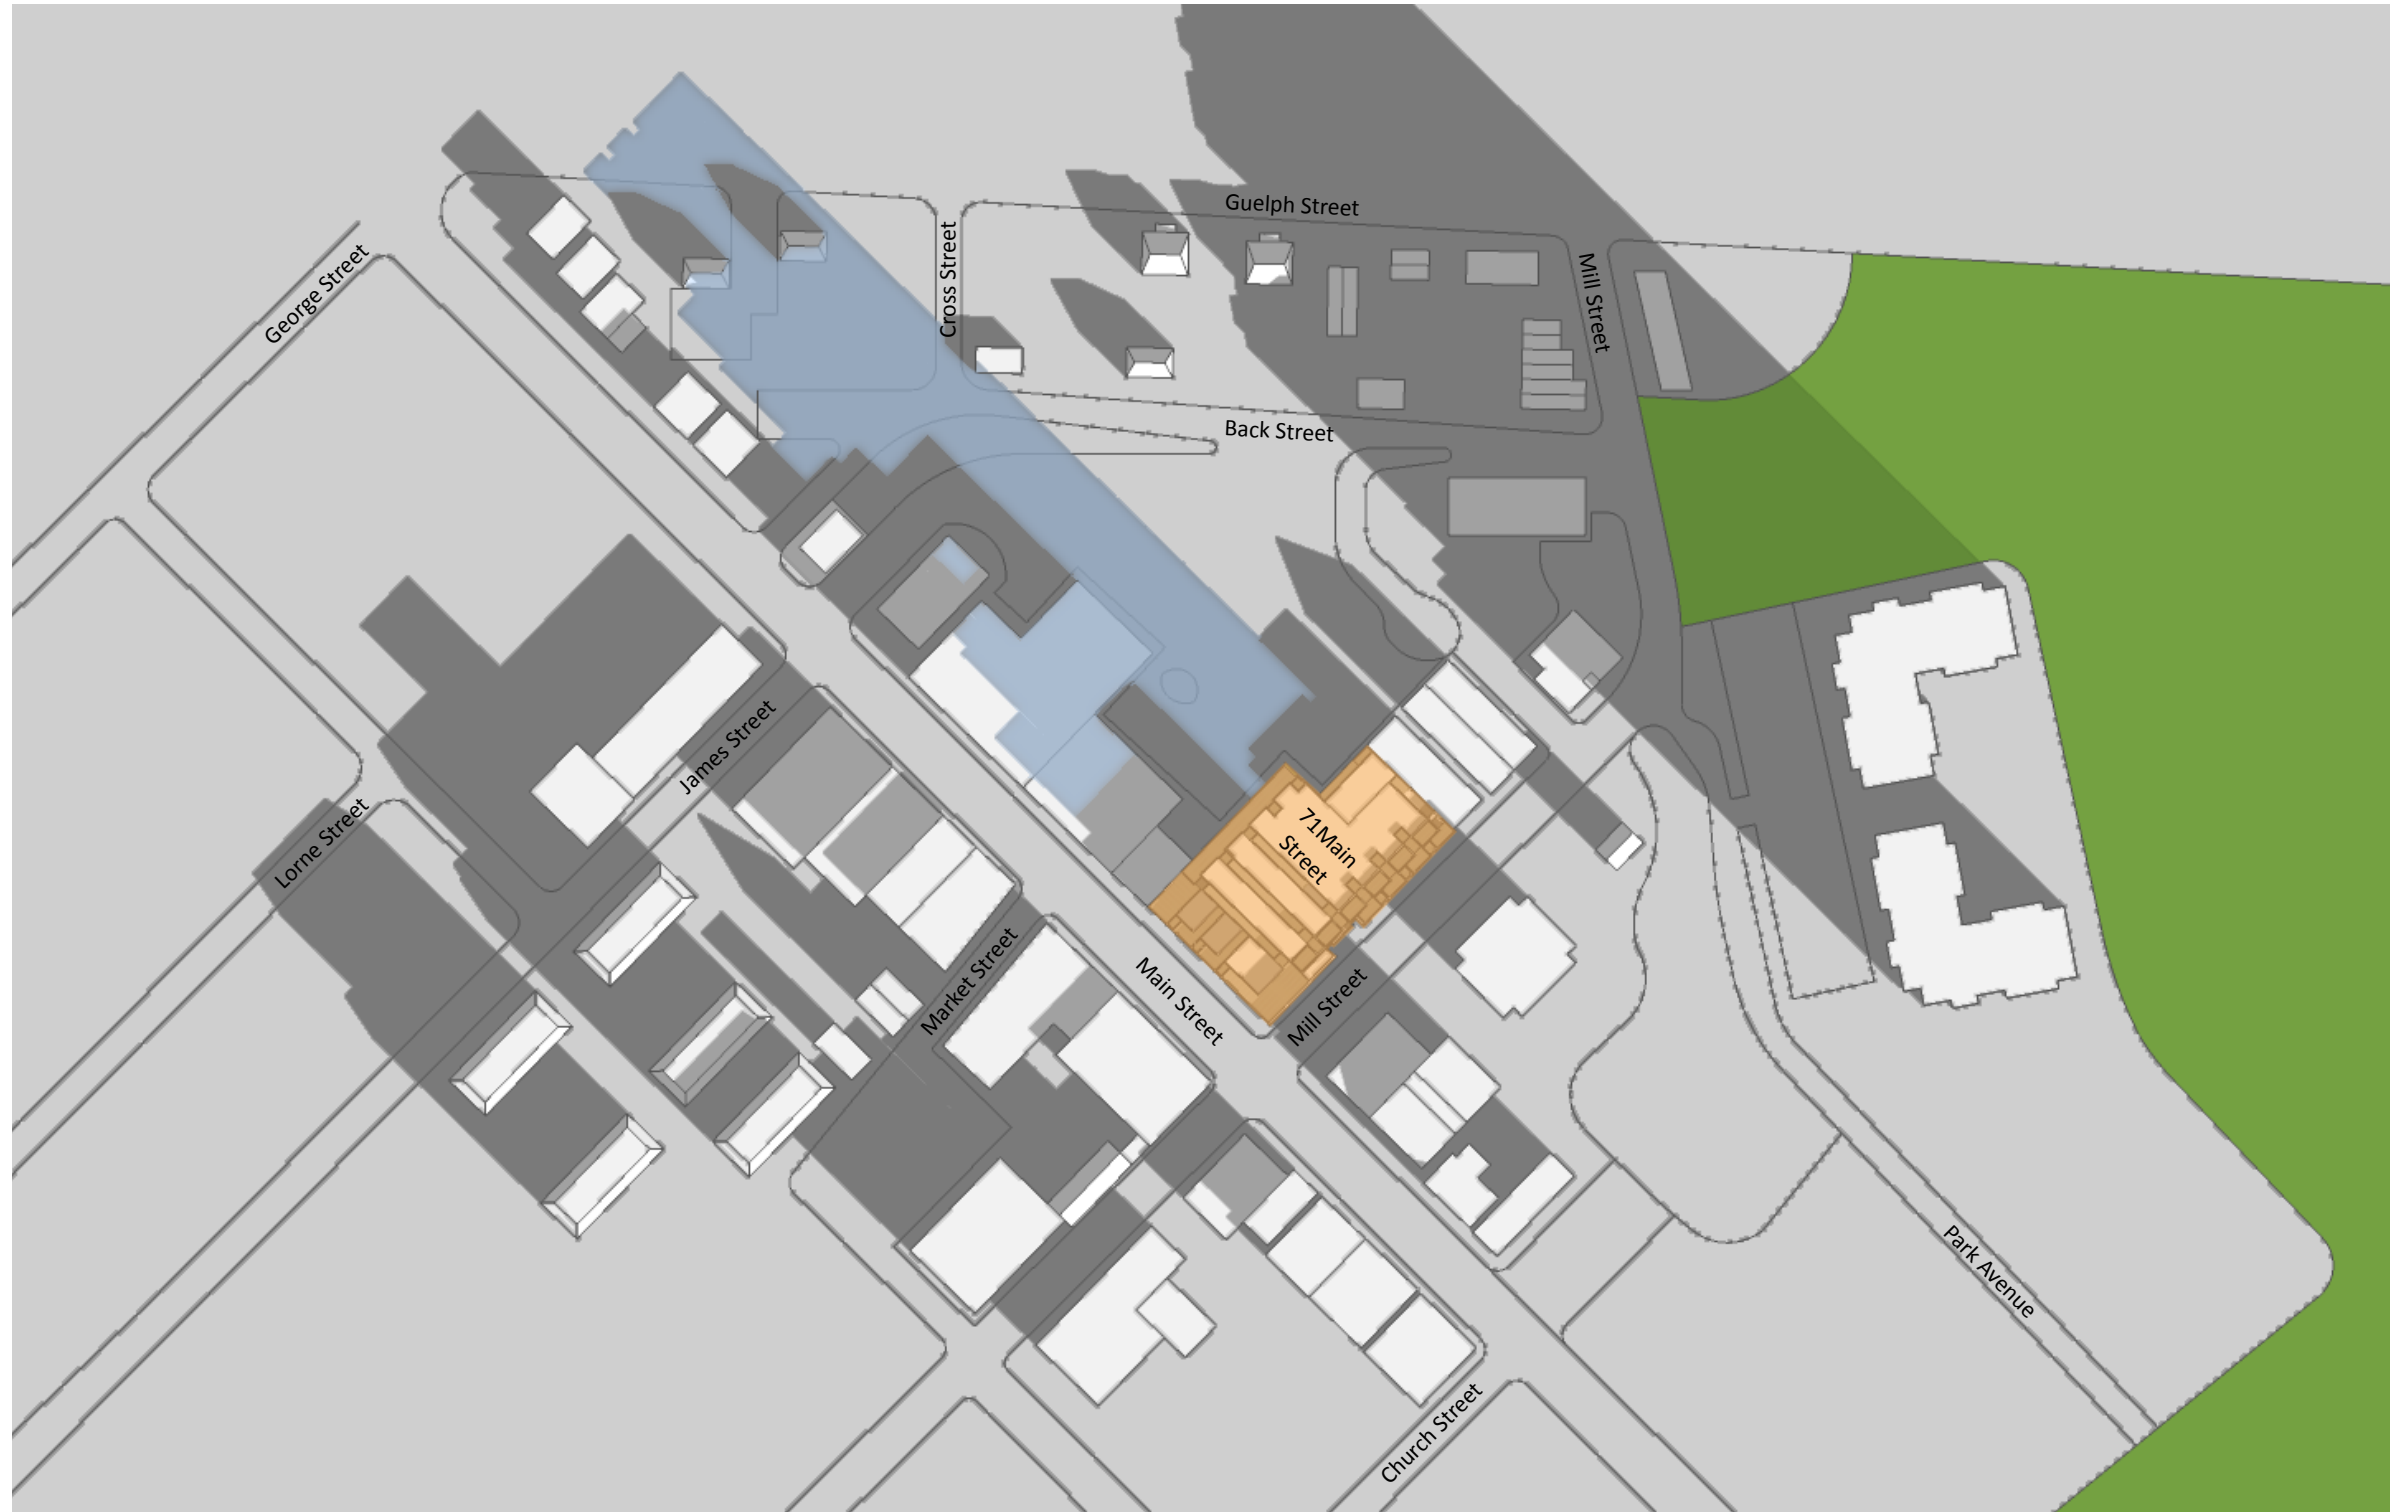 Guelph Street
Cross Street
George Street
Mill Street
Back Street
James Street
Lorne Street
71Main
Street
Market Street
Main Street
Mill Street
Park Avenue
Church Street